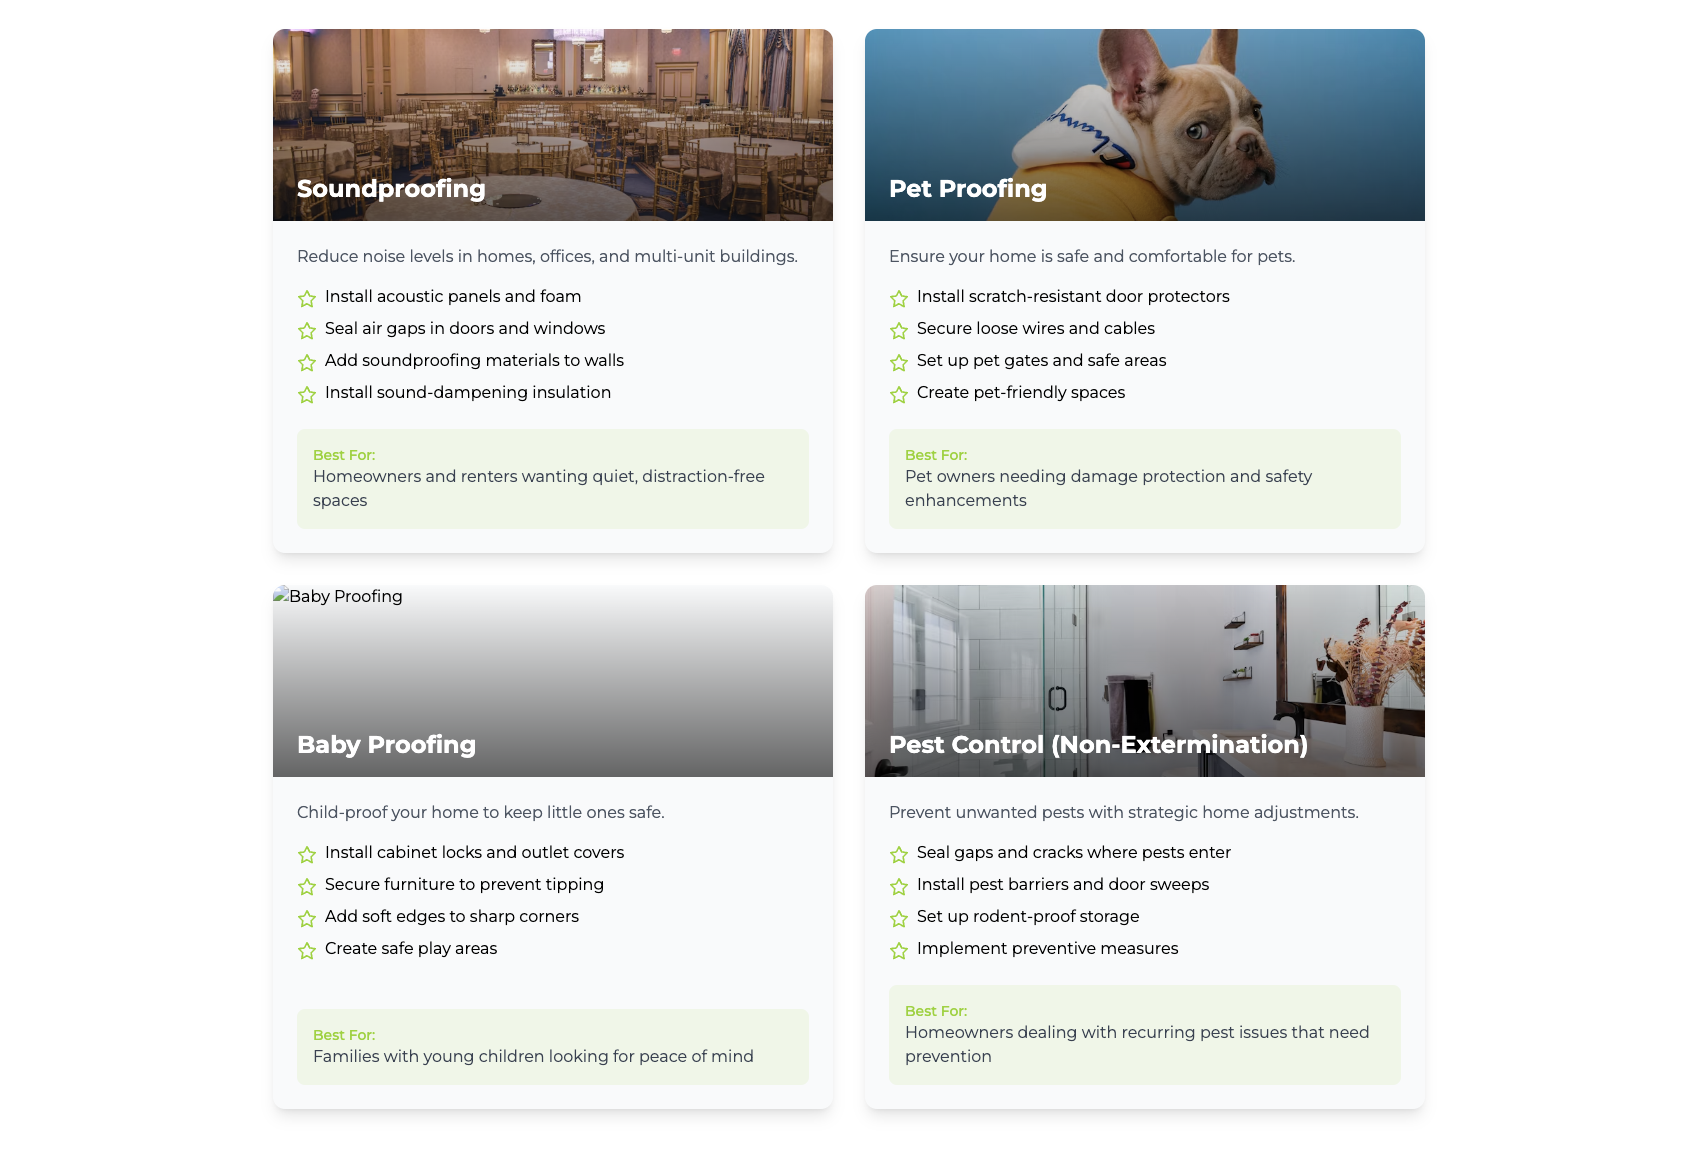 Soundproofing
Reduce noise levels in homes, offices, and multi-unit buildings.
Install acoustic panels and foam
Seal air gaps in doors and windows
Add soundproofing materials to walls
Install sound-dampening insulation
Best For:
Homeowners and renters wanting quiet, distraction-free
spaces
Pet Proofing
Ensure your home is safe and comfortable for pets.
Install scratch-resistant door protectors
Secure loose wires and cables
Set up pet gates and safe areas
Create pet-friendly spaces
Best For:
Pet owners needing damage protection and safety
enhancements
Baby Proofing
Baby Proofing
Child-proof your home to keep little ones safe.
Install cabinet locks and outlet covers
Secure furniture to prevent tipping
Add soft edges to sharp corners
Create safe play areas
Best For:
Families with young children looking for peace of mind
Pest Control (Non-Extermination)
Prevent unwanted pests with strategic home adjustments.
Seal gaps and cracks where pests enter
Install pest barriers and door sweeps
Set up rodent-proof storage
Implement preventive measures
Best For:
Homeowners dealing with recurring pest issues that need
prevention